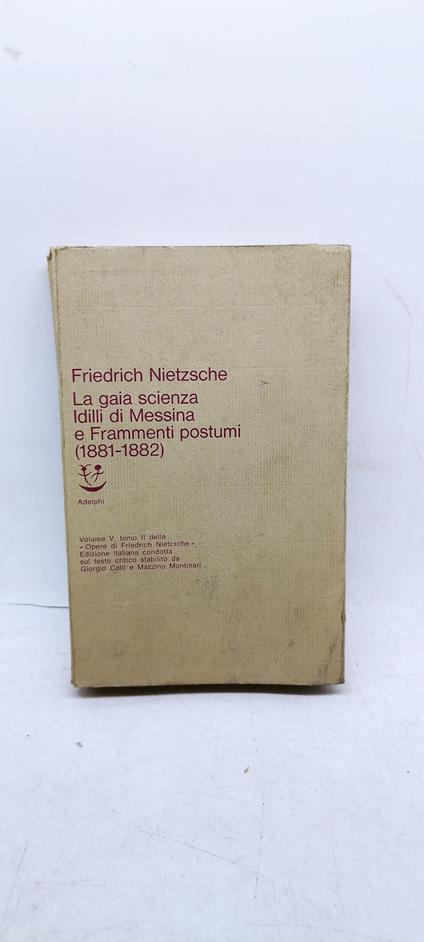 Friedrich Nietzsche
La gaia scienza
Idilli di Messina
e Frammenti postumi
(1881-1882)
Adelphi
Volume V, tomo II delle
«Opere di Friedrich Nietzsche»
Edizione italiana condotta
sul testo critico stabilito da
Giorgio Colli e Mazzino Montinari